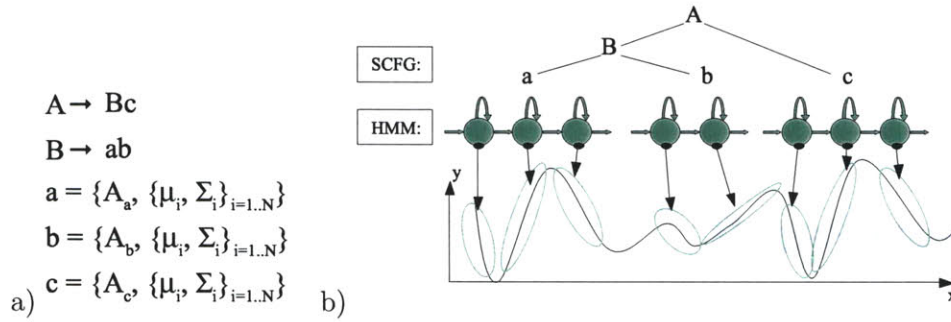 A → Bc
B → ab
a = {A_a, {μ_i, Σ_i}_{i=1..N}}
b = {A_b, {μ_i, Σ_i}_{i=1..N}}
c = {A_c, {μ_i, Σ_i}_{i=1..N}}
a)
A
B
SCFG:
a b c
HMM:
y
x
b)